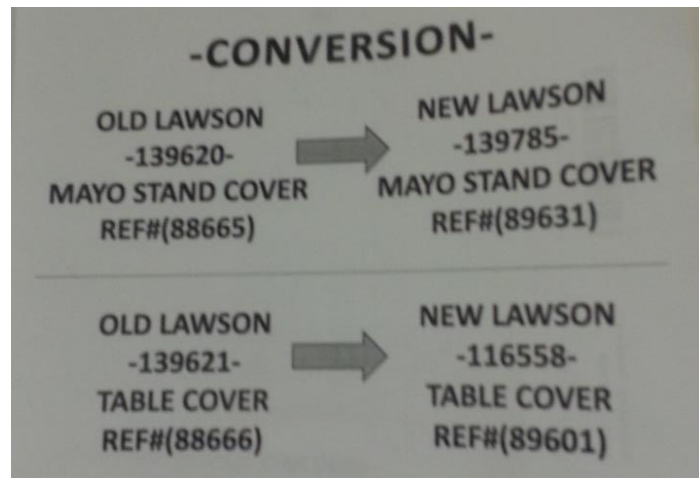 -CONVERSION-
OLD LAWSON
-139620-
MAYO STAND COVER
REF#(88665)
NEW LAWSON
-139785-
MAYO STAND COVER
REF#(89631)
OLD LAWSON
-139621-
TABLE COVER
REF#(88666)
NEW LAWSON
-116558-
TABLE COVER
REF#(89601)